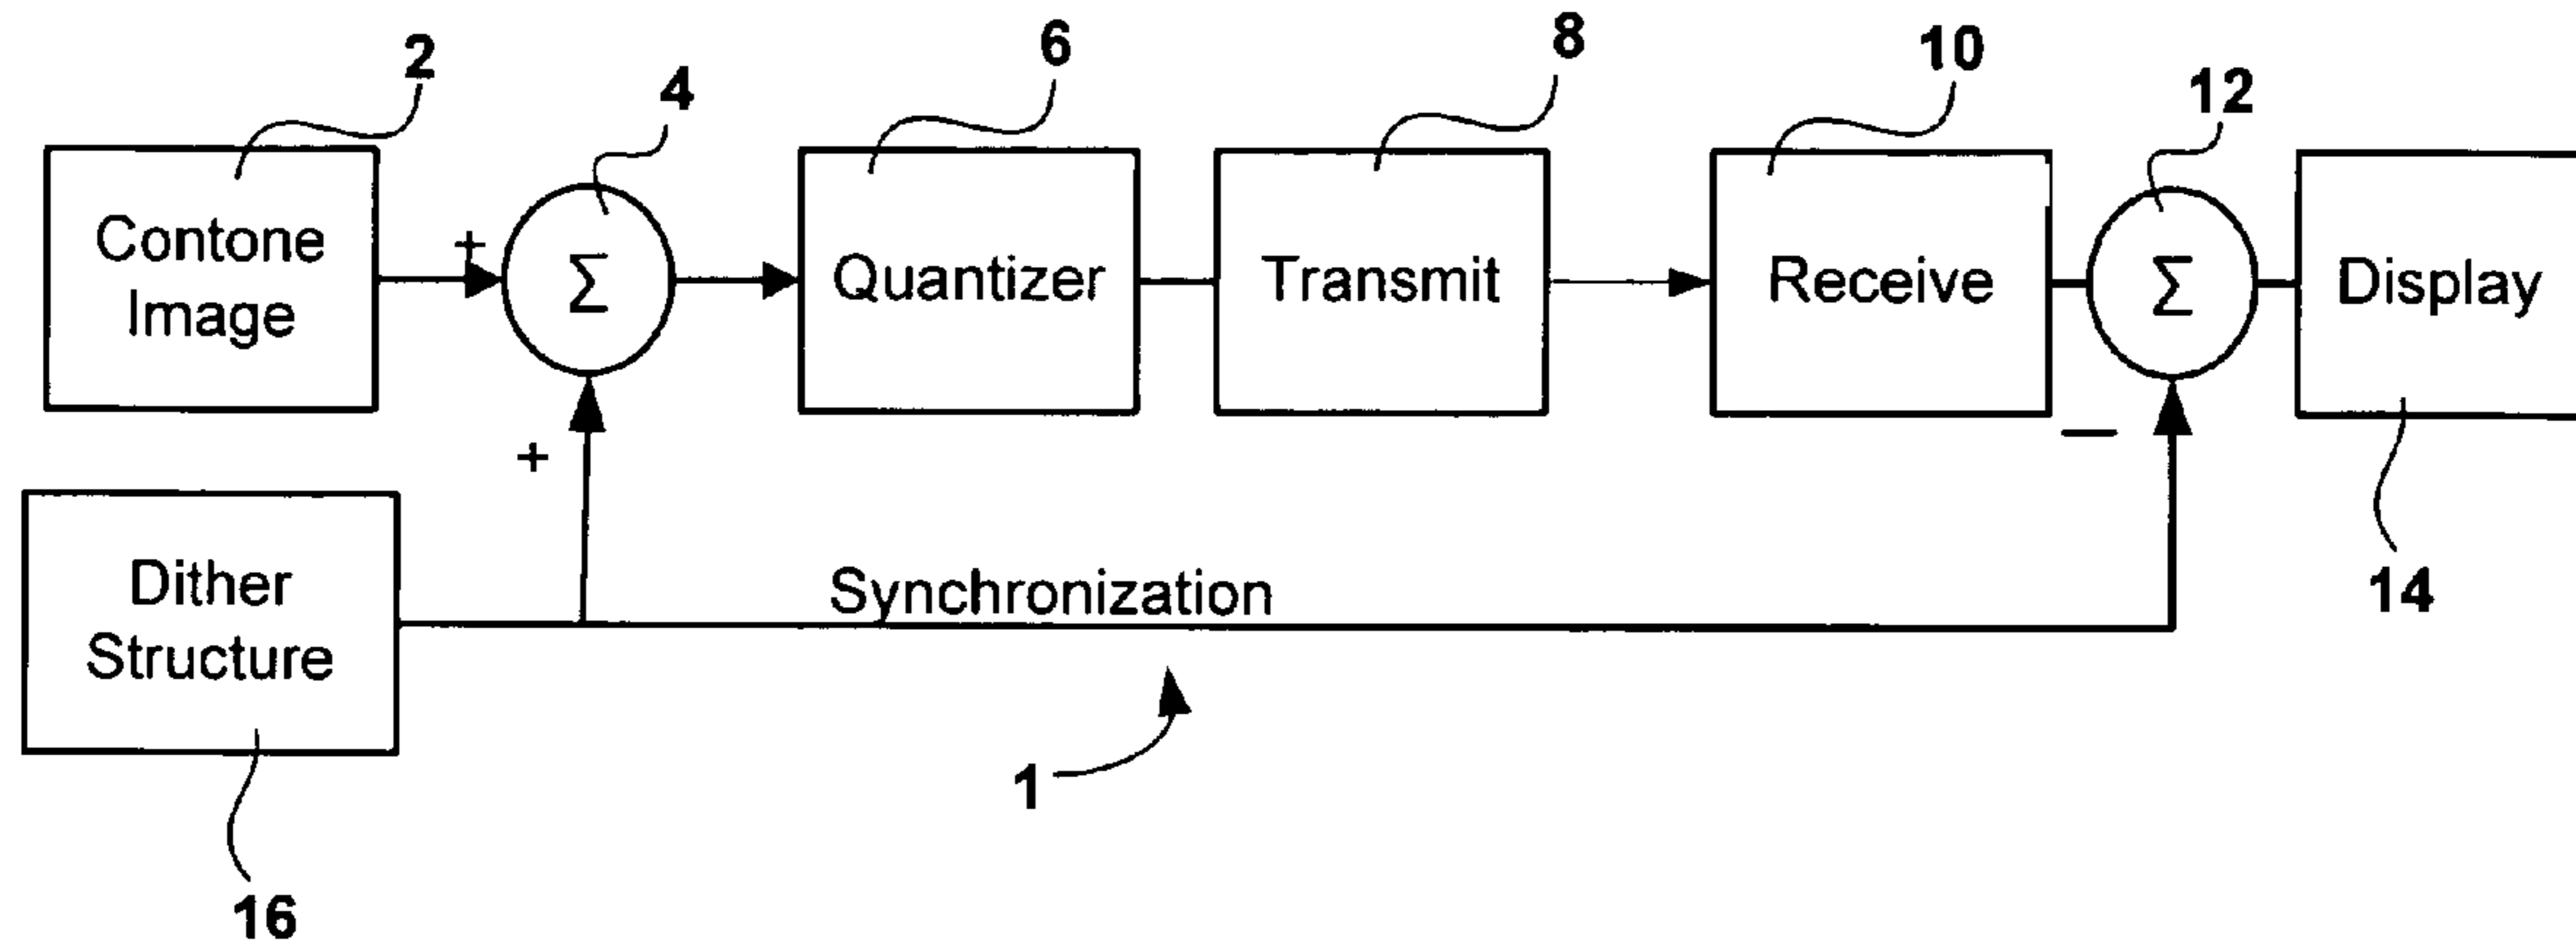 2
4
6
8
10
12
Contone
Image
+
Σ
Quantizer
Transmit
Receive
Σ
Display
+
—
Dither
Structure
Synchronization
14
1
16